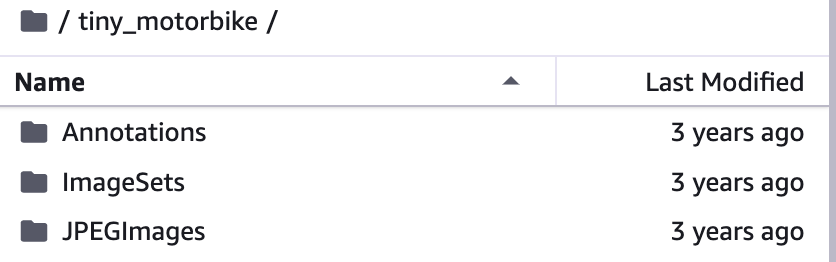 / tiny_motorbike /
Name Last Modified
Annotations 3 years ago
ImageSets 3 years ago
JPEGImages 3 years ago